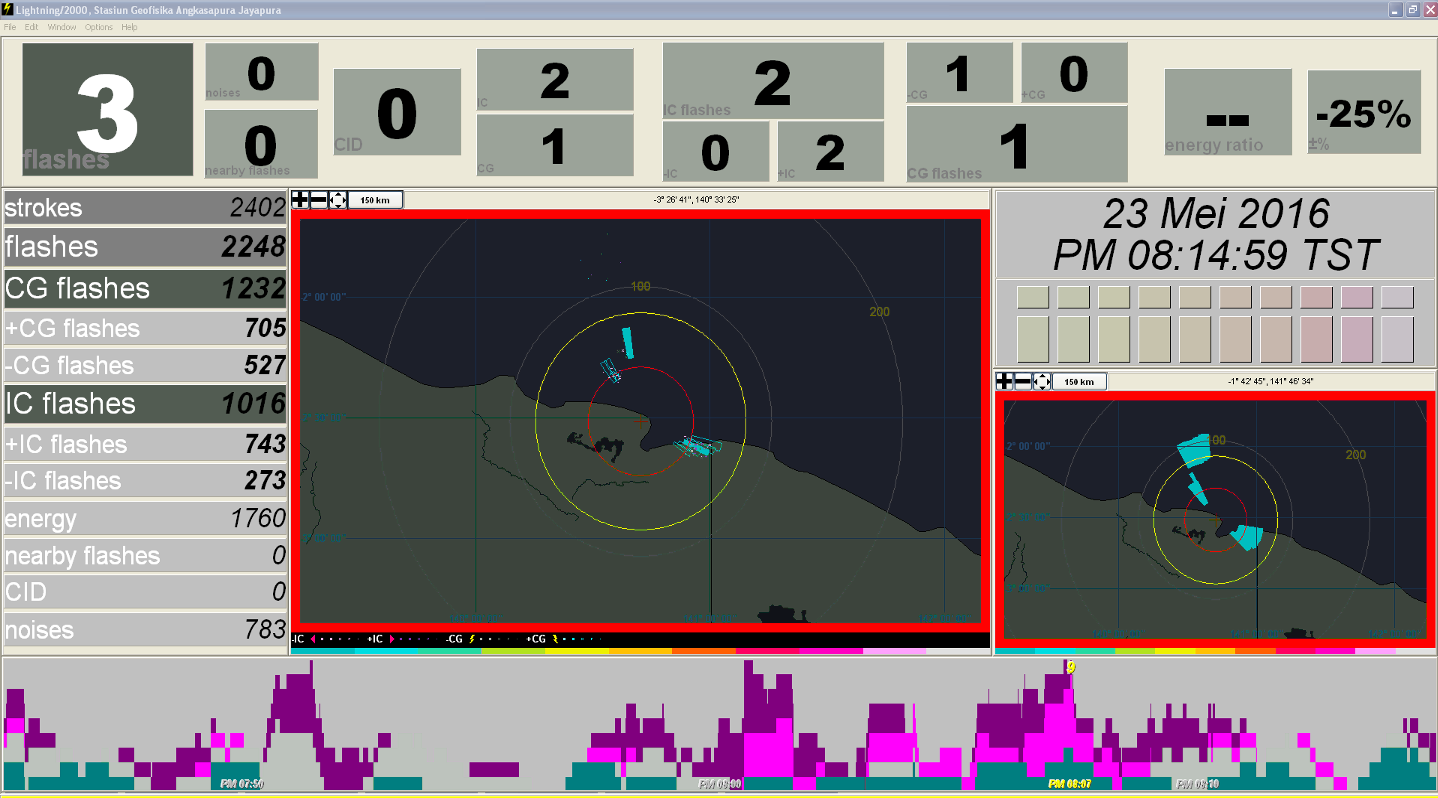 Lightning/2000, Stasiun Geofisika Angkasapura Jayapura
File Edit Window Options Help
3
flashes
0
noises
0
nearby flashes
0
CID
2
IC
1
CG
2
IC flashes
0
-IC
2
+IC
1
-CG
0
+CG
1
CG flashes
--
energy ratio
-25%
±%
strokes 2402
flashes 2248
CG flashes 1232
+CG flashes 705
-CG flashes 527
IC flashes 1016
+IC flashes 743
-IC flashes 273
energy 1760
nearby flashes 0
CID 0
noises 783
150 km
-3° 26' 41", 140° 33' 25"
100
200
2° 00' 00"
-IC +IC -CG +CG
23 Mei 2016
PM 08:14:59 TST
150 km
-1° 42' 45", 141° 46' 34"
200
2° 00' 00"
9
PM 07:50 PM 08:00 PM 08:07 PM 08:10